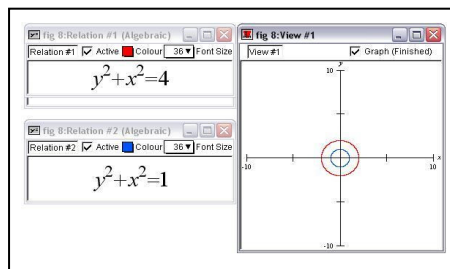 fig 8:Relation #1 (Algebraic)
Relation #1 Active Colour 36 Font Size
y²+x²=4
fig 8:Relation #2 (Algebraic)
Relation #2 Active Colour 36 Font Size
y²+x²=1
fig 8:View #1
View #1 Graph (Finished)
y
10
-10 10 x
-10